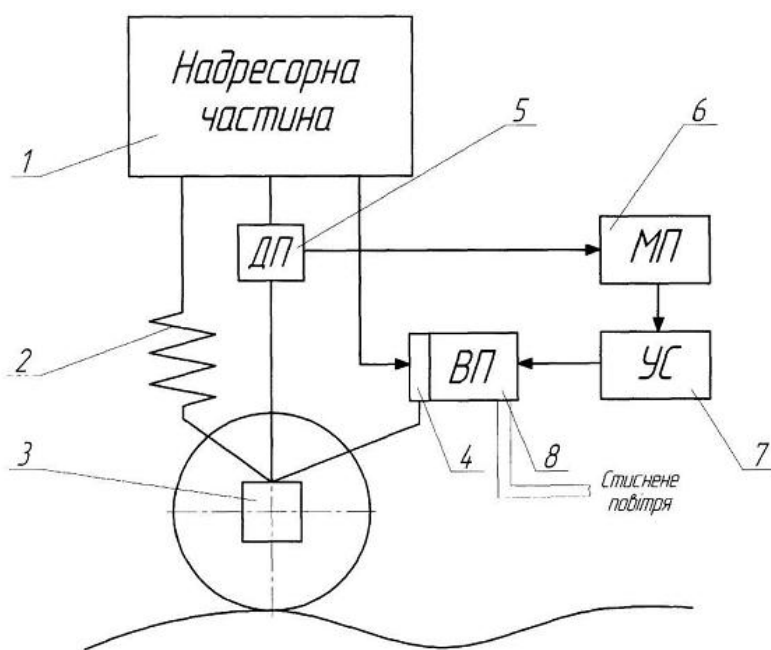 Надресорна
частина
1
5
6
ДП
МП
2
ВП
УС
3
4
8
7
Стиснене
повітря